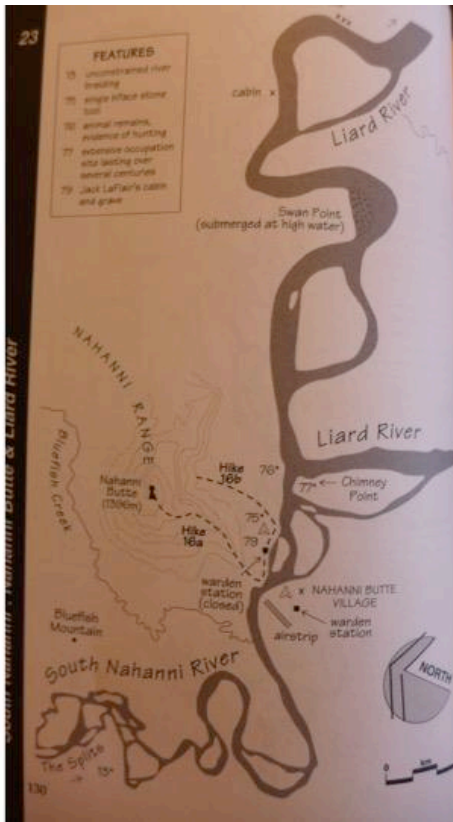 23
FEATURES
13 unconstrained river
braiding
75 single biface stone
tool
76 animal remains,
evidence of hunting
77 extensive occupation
site lasting over
several centuries
79 Jack LaFlair's cabin
and grave
cabin x
Liard River
Swan Point
(submerged at high water)
NAHANNI RANGE
Liard River
Hike
16b
76
77
Chimney
Point
Nahanni
Butte
(1396m)
Bluefish Creek
75
79
Hike
16a
warden
station
(closed)
x NAHANNI BUTTE
VILLAGE
warden
station
airstrip
Bluefish
Mountain
South Nahanni River
NORTH
The Splits
13
0 km
130
South Nahanni : Nahanni Butte & Liard River